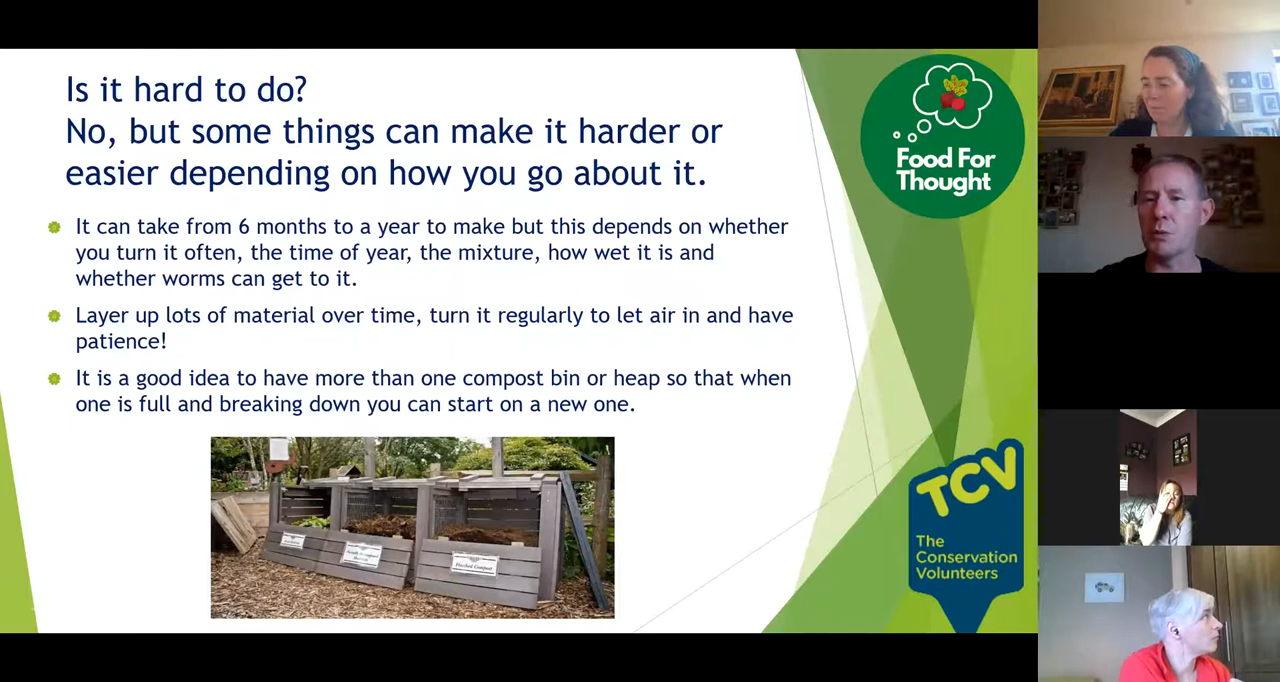 Is it hard to do?
No, but some things can make it harder or
easier depending on how you go about it.
It can take from 6 months to a year to make but this depends on whether
you turn it often, the time of year, the mixture, how wet it is and
whether worms can get to it.
Layer up lots of material over time, turn it regularly to let air in and have
patience!
It is a good idea to have more than one compost bin or heap so that when
one is full and breaking down you can start on a new one.
Finished Compost
Food For
Thought
TCV
The
Conservation
Volunteers